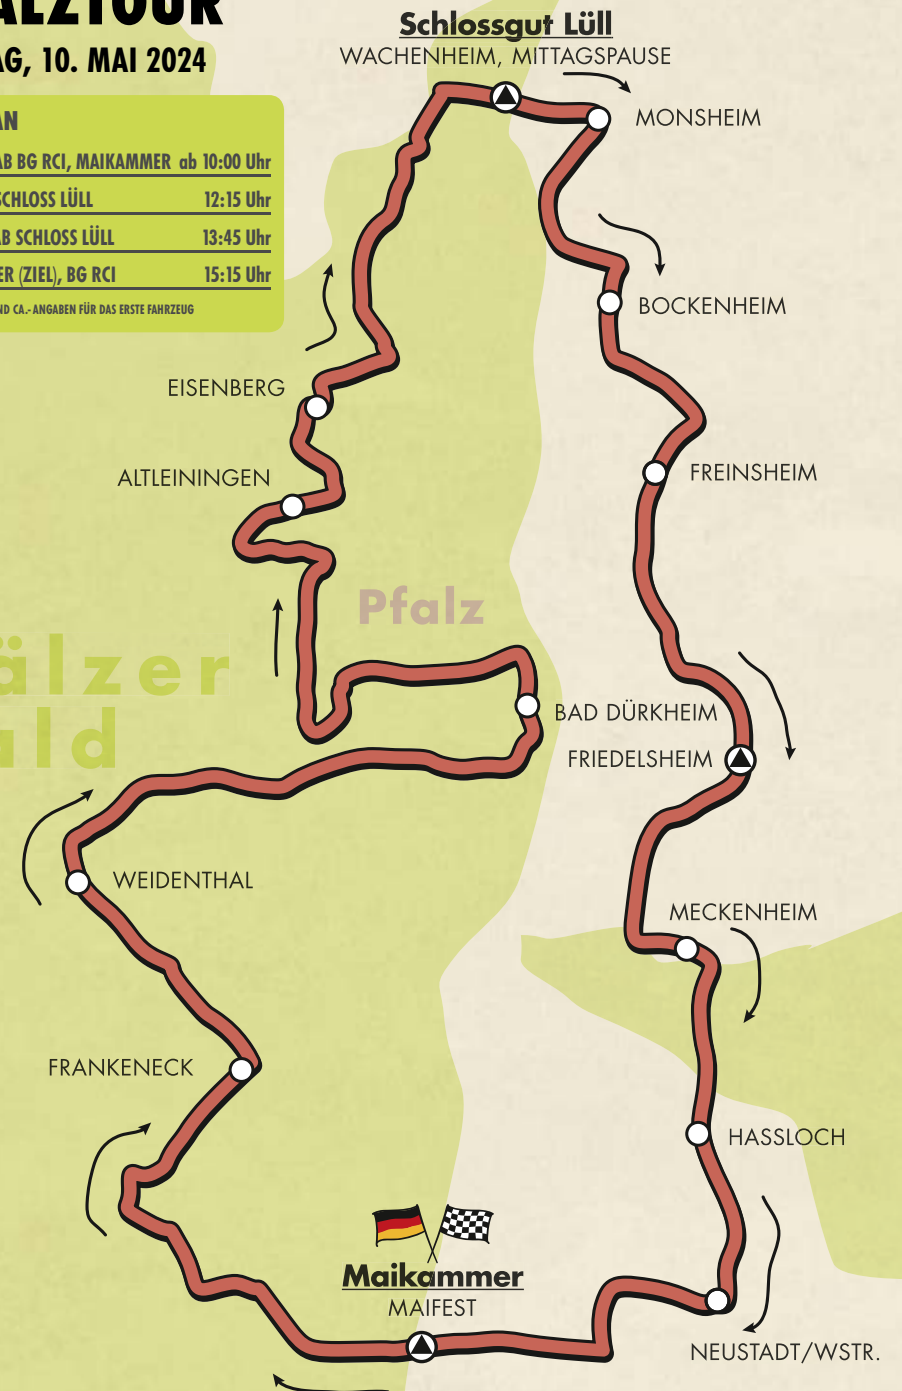 ALZTOUR
AG, 10. MAI 2024
AN
AB BG RCI, MAIKAMMER ab 10:00 Uhr
SCHLOSS LÜLL 12:15 Uhr
AB SCHLOSS LÜLL 13:45 Uhr
ER (ZIEL), BG RCI 15:15 Uhr
ND CA.- ANGABEN FÜR DAS ERSTE FAHRZEUG
Schlossgut Lüll
WACHENHEIM, MITTAGSPAUSE
MONSHEIM
BOCKENHEIM
EISENBERG
ALTLEININGEN
FREINSHEIM
Pfalz
älzer
ald
BAD DÜRKHEIM
FRIEDELSHEIM
WEIDENTHAL
MECKENHEIM
FRANKENECK
HASSLOCH
Maikammer
MAIFEST
NEUSTADT/WSTR.